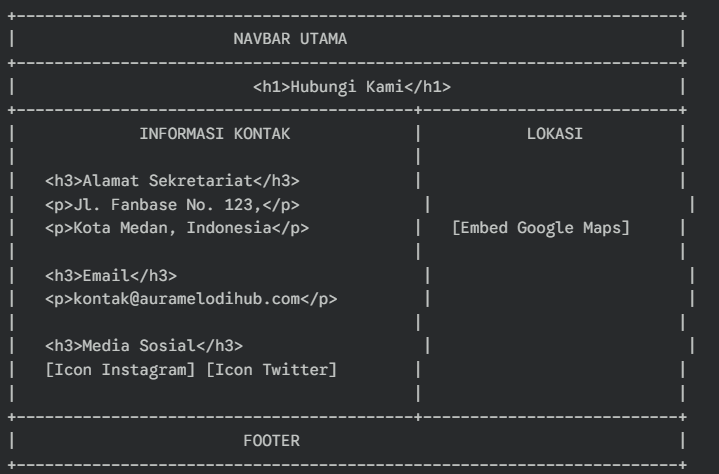 NAVBAR UTAMA
<h1>Hubungi Kami</h1>
INFORMASI KONTAK
<h3>Alamat Sekretariat</h3>
<p>Jl. Fanbase No. 123,</p>
<p>Kota Medan, Indonesia</p>
<h3>Email</h3>
<p>kontak@auramelodihub.com</p>
<h3>Media Sosial</h3>
[Icon Instagram] [Icon Twitter]
LOKASI
[Embed Google Maps]
FOOTER